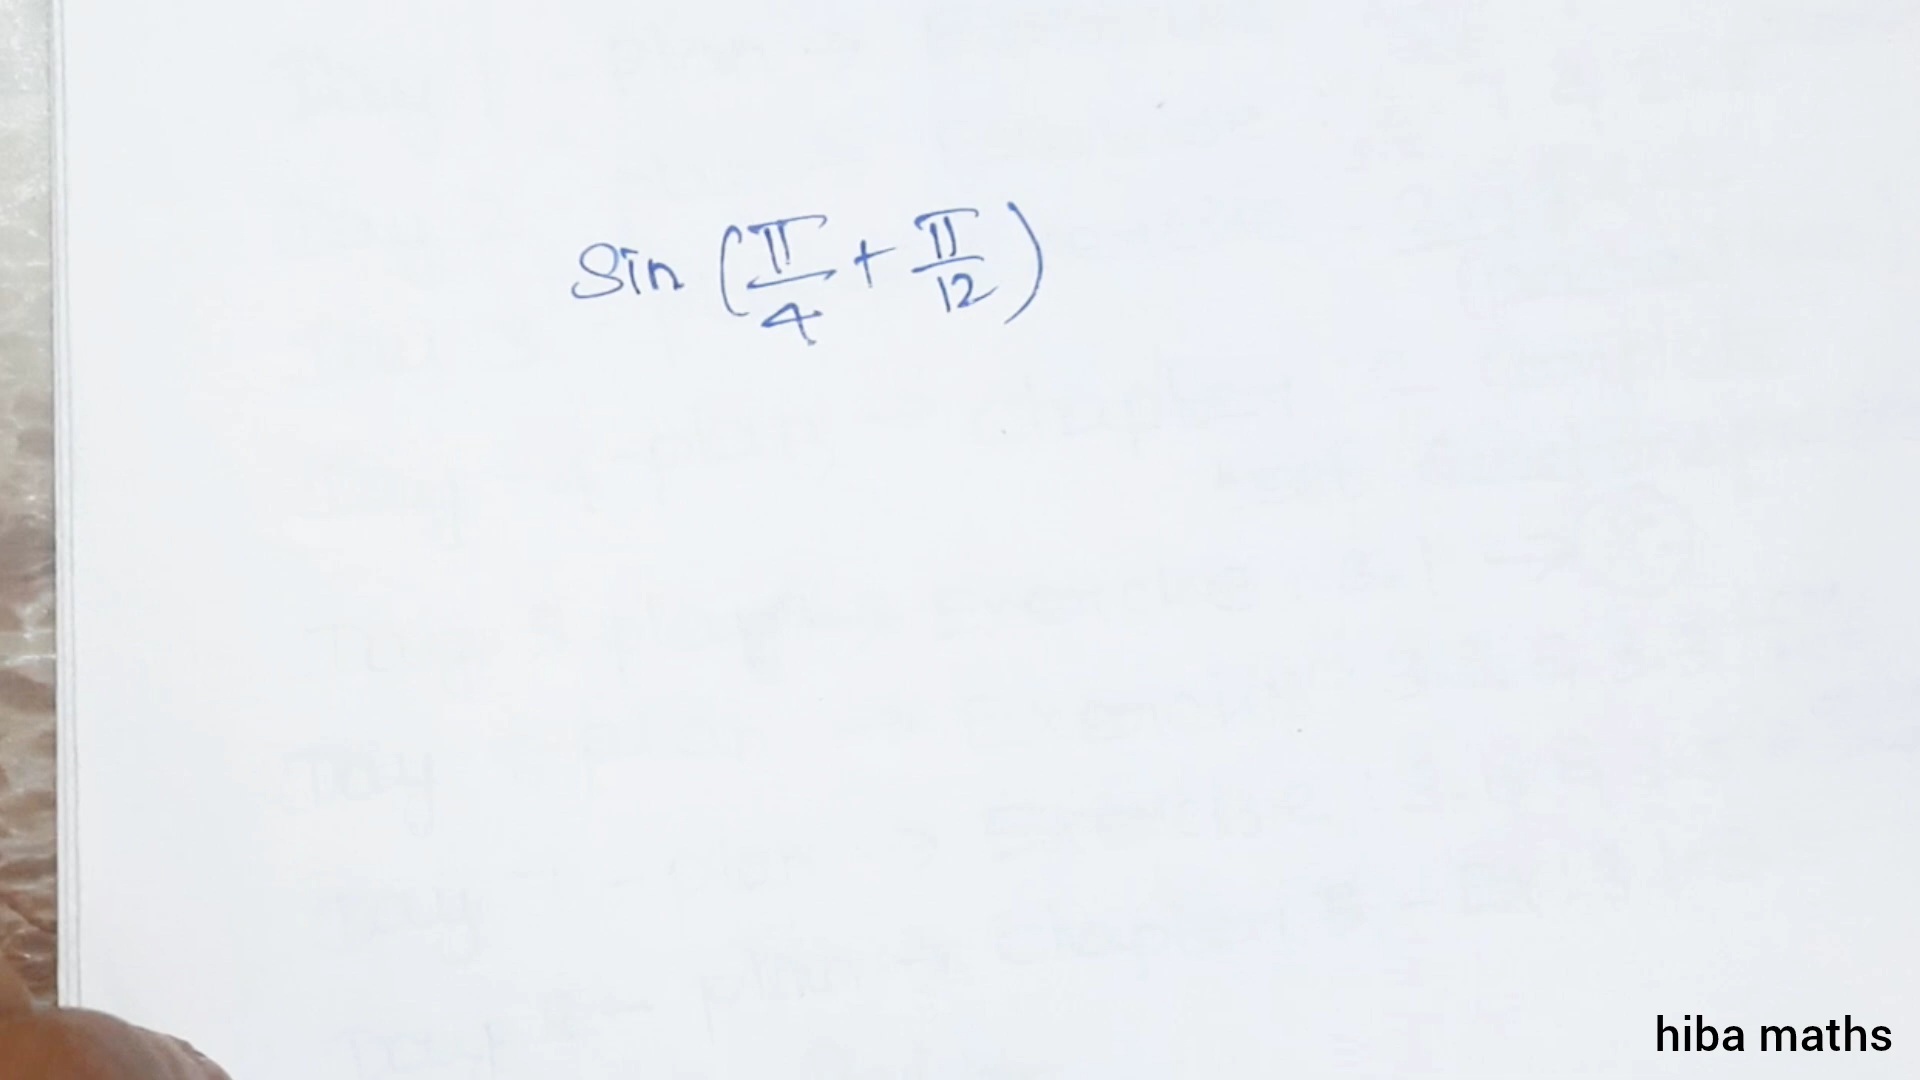 Sin (π/4 + π/12)
hiba maths